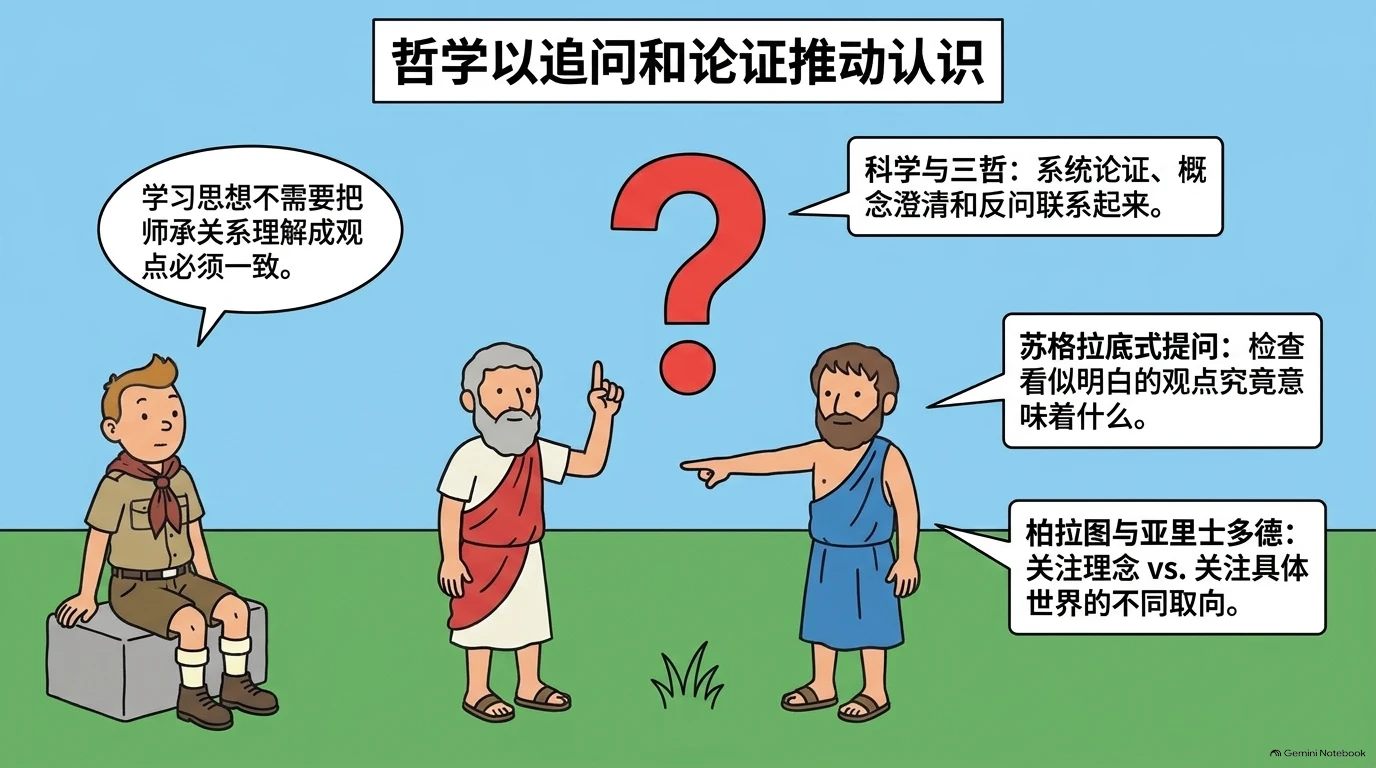 哲学以追问和论证推动认识
学习思想不需要把
师承关系理解成观
点必须一致。
科学与三哲：系统论证、概
念澄清和反问联系起来。
苏格拉底式提问：检查
看似明白的观点究竟意
味着什么。
柏拉图与亚里士多德：
关注理念 vs. 关注具体
世界的不同取向。
Gemini Notebook